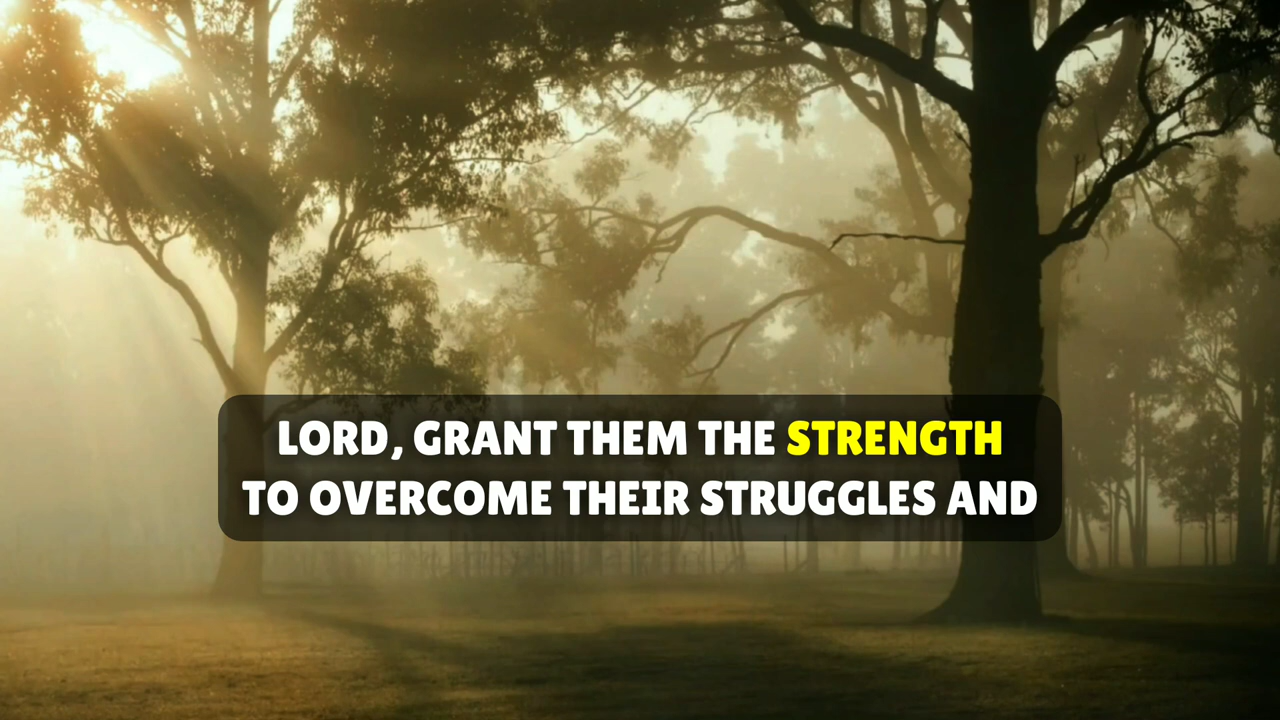 LORD, GRANT THEM THE STRENGTH
TO OVERCOME THEIR STRUGGLES AND